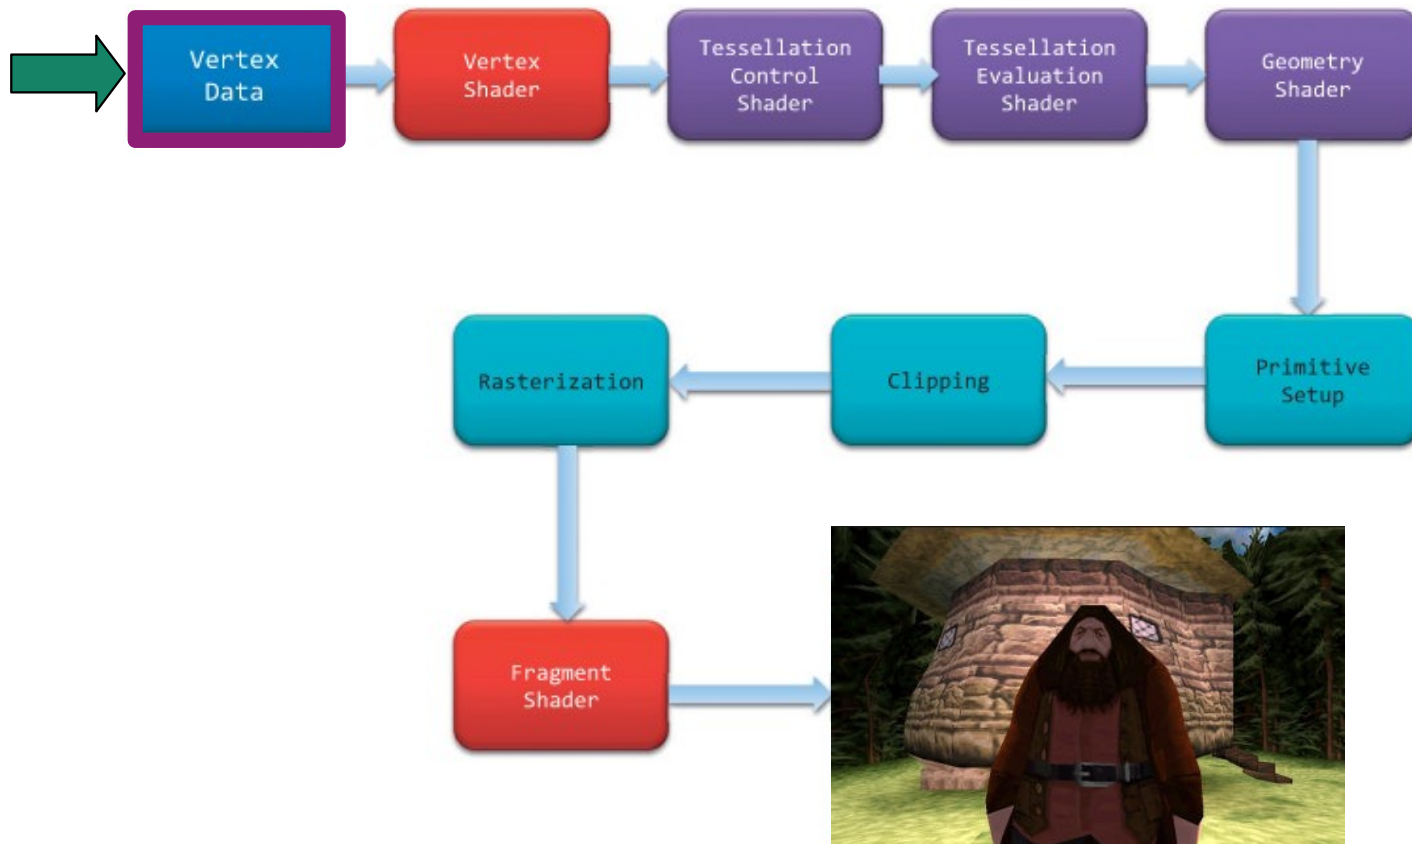 Vertex
Data
Vertex
Shader
Tessellation
Control
Shader
Tessellation
Evaluation
Shader
Geometry
Shader
Primitive
Setup
Clipping
Rasterization
Fragment
Shader